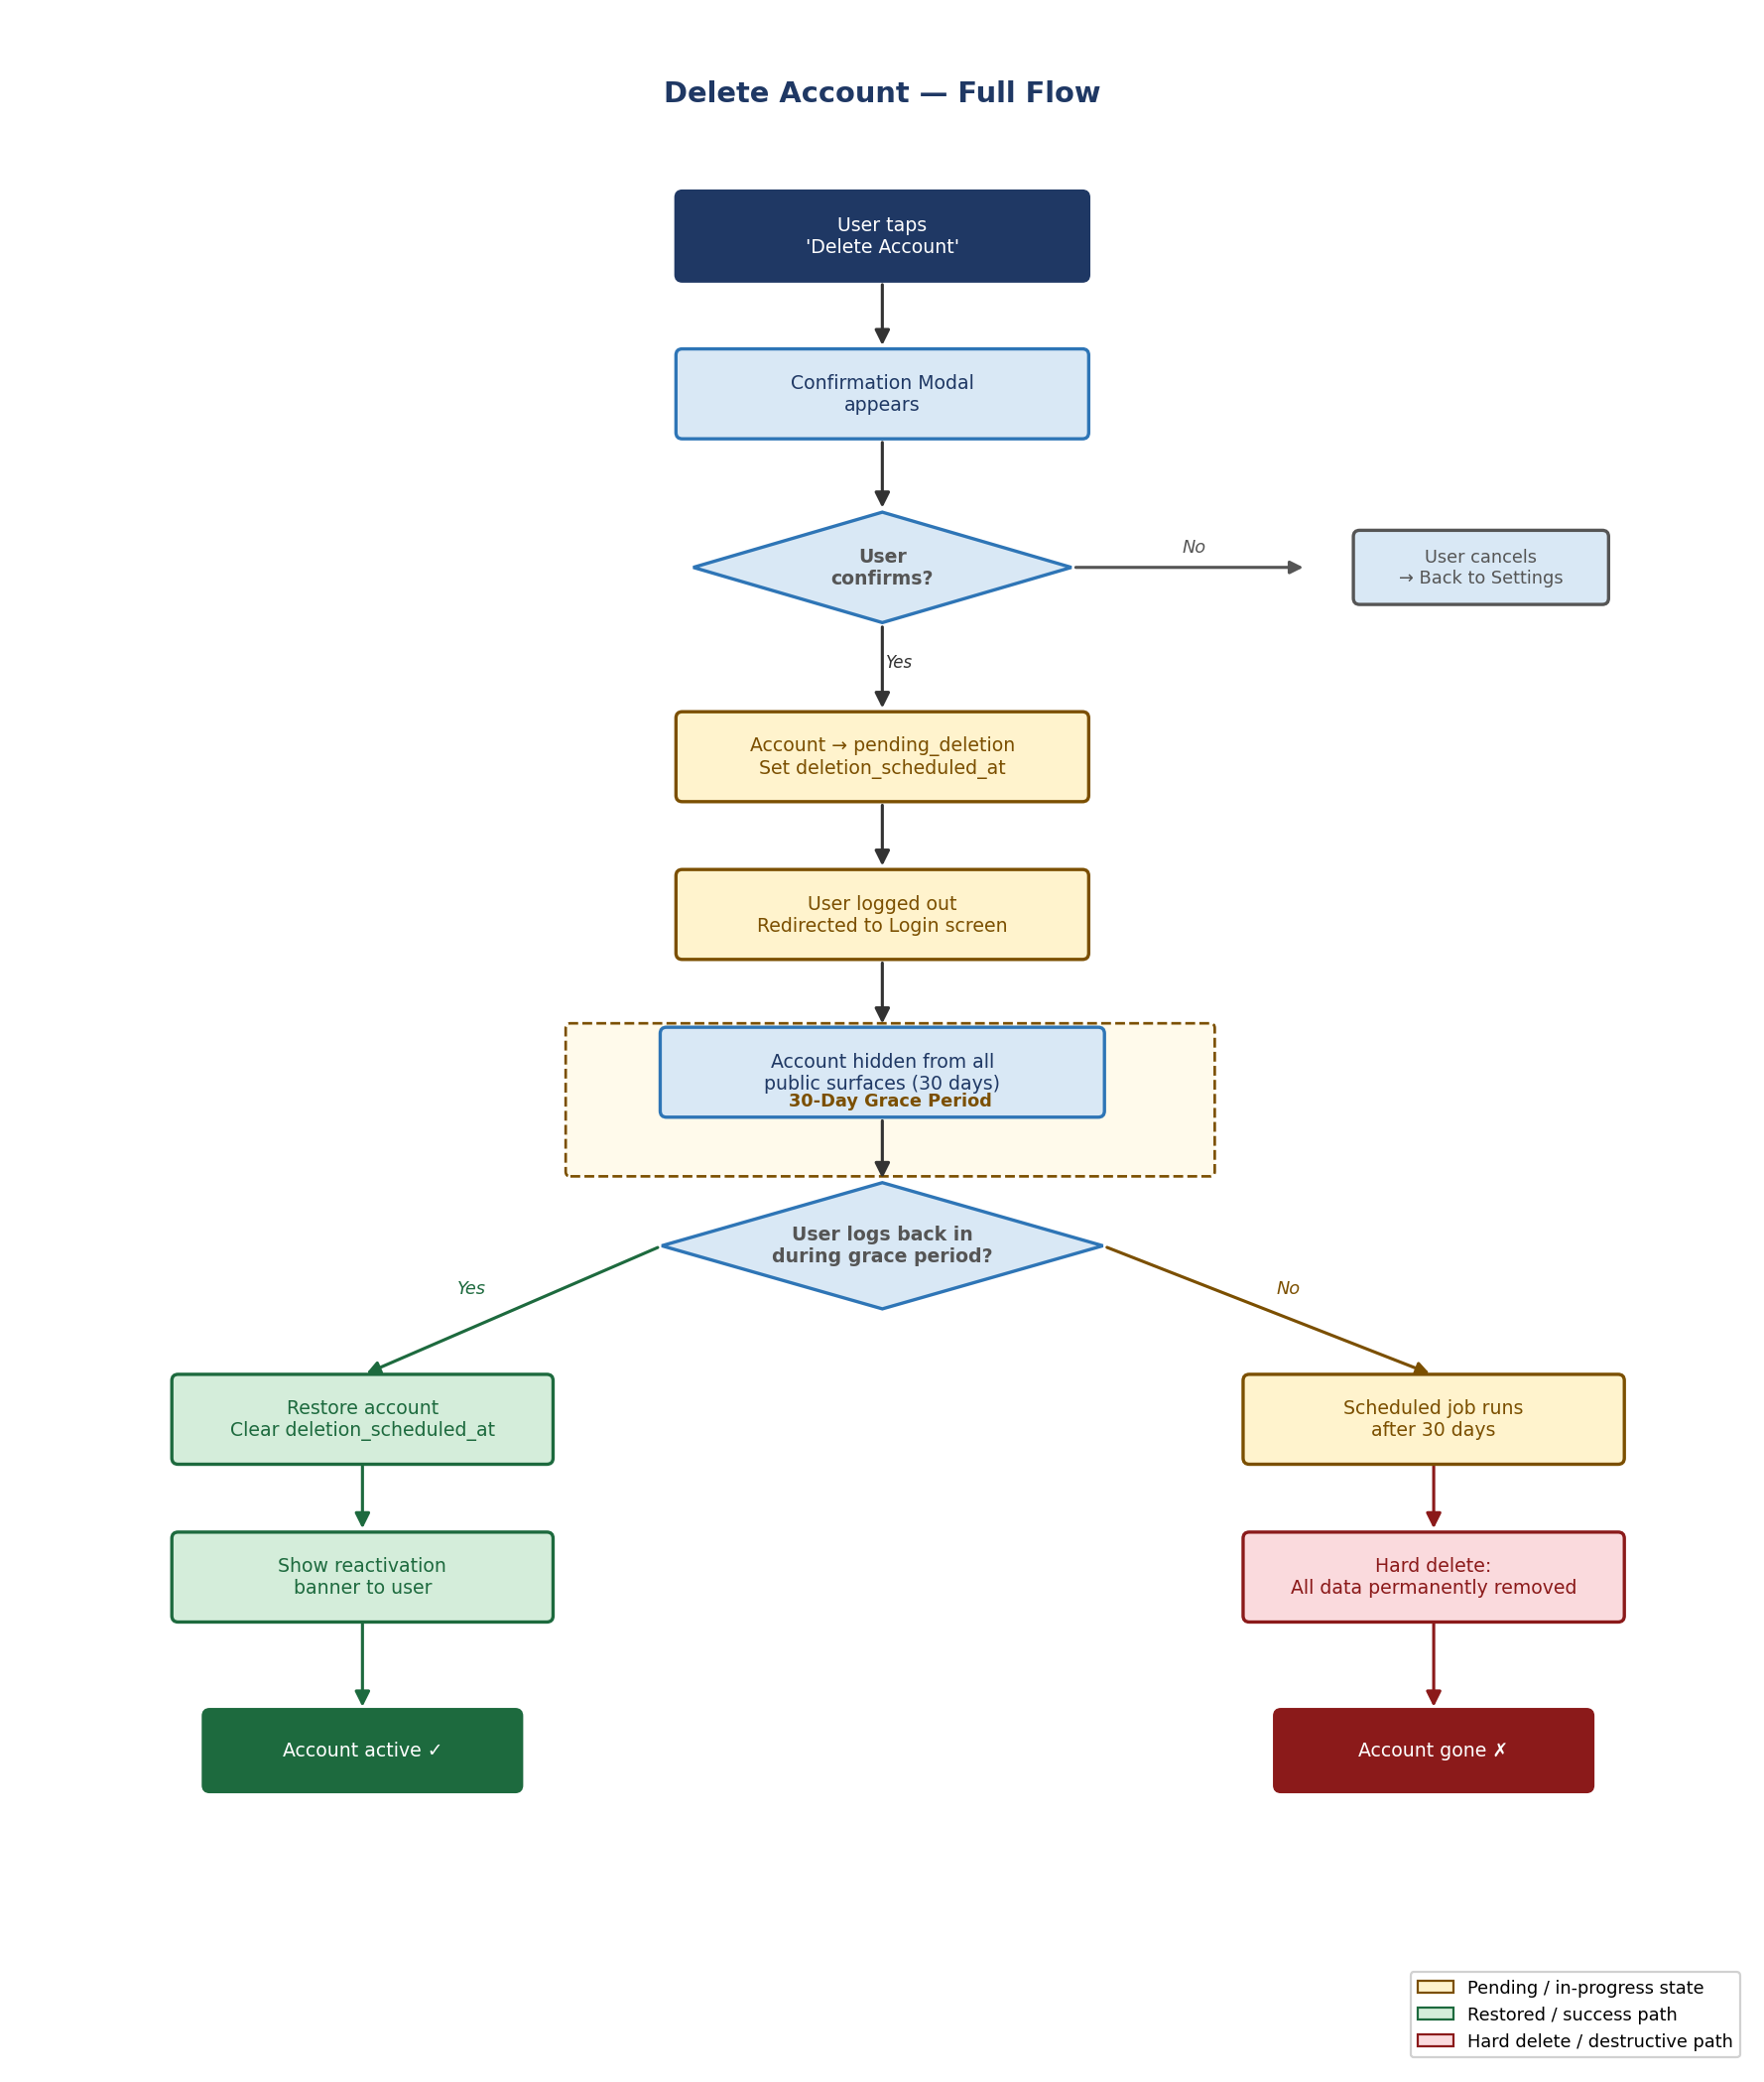 Delete Account — Full Flow
User taps
'Delete Account'
Confirmation Modal
appears
User
confirms?
No
User cancels
→ Back to Settings
Yes
Account → pending_deletion
Set deletion_scheduled_at
User logged out
Redirected to Login screen
Account hidden from all
public surfaces (30 days)
30-Day Grace Period
User logs back in
during grace period?
Yes
No
Restore account
Clear deletion_scheduled_at
Scheduled job runs
after 30 days
Show reactivation
banner to user
Hard delete:
All data permanently removed
Account active ✓
Account gone ✗
Pending / in-progress state
Restored / success path
Hard delete / destructive path